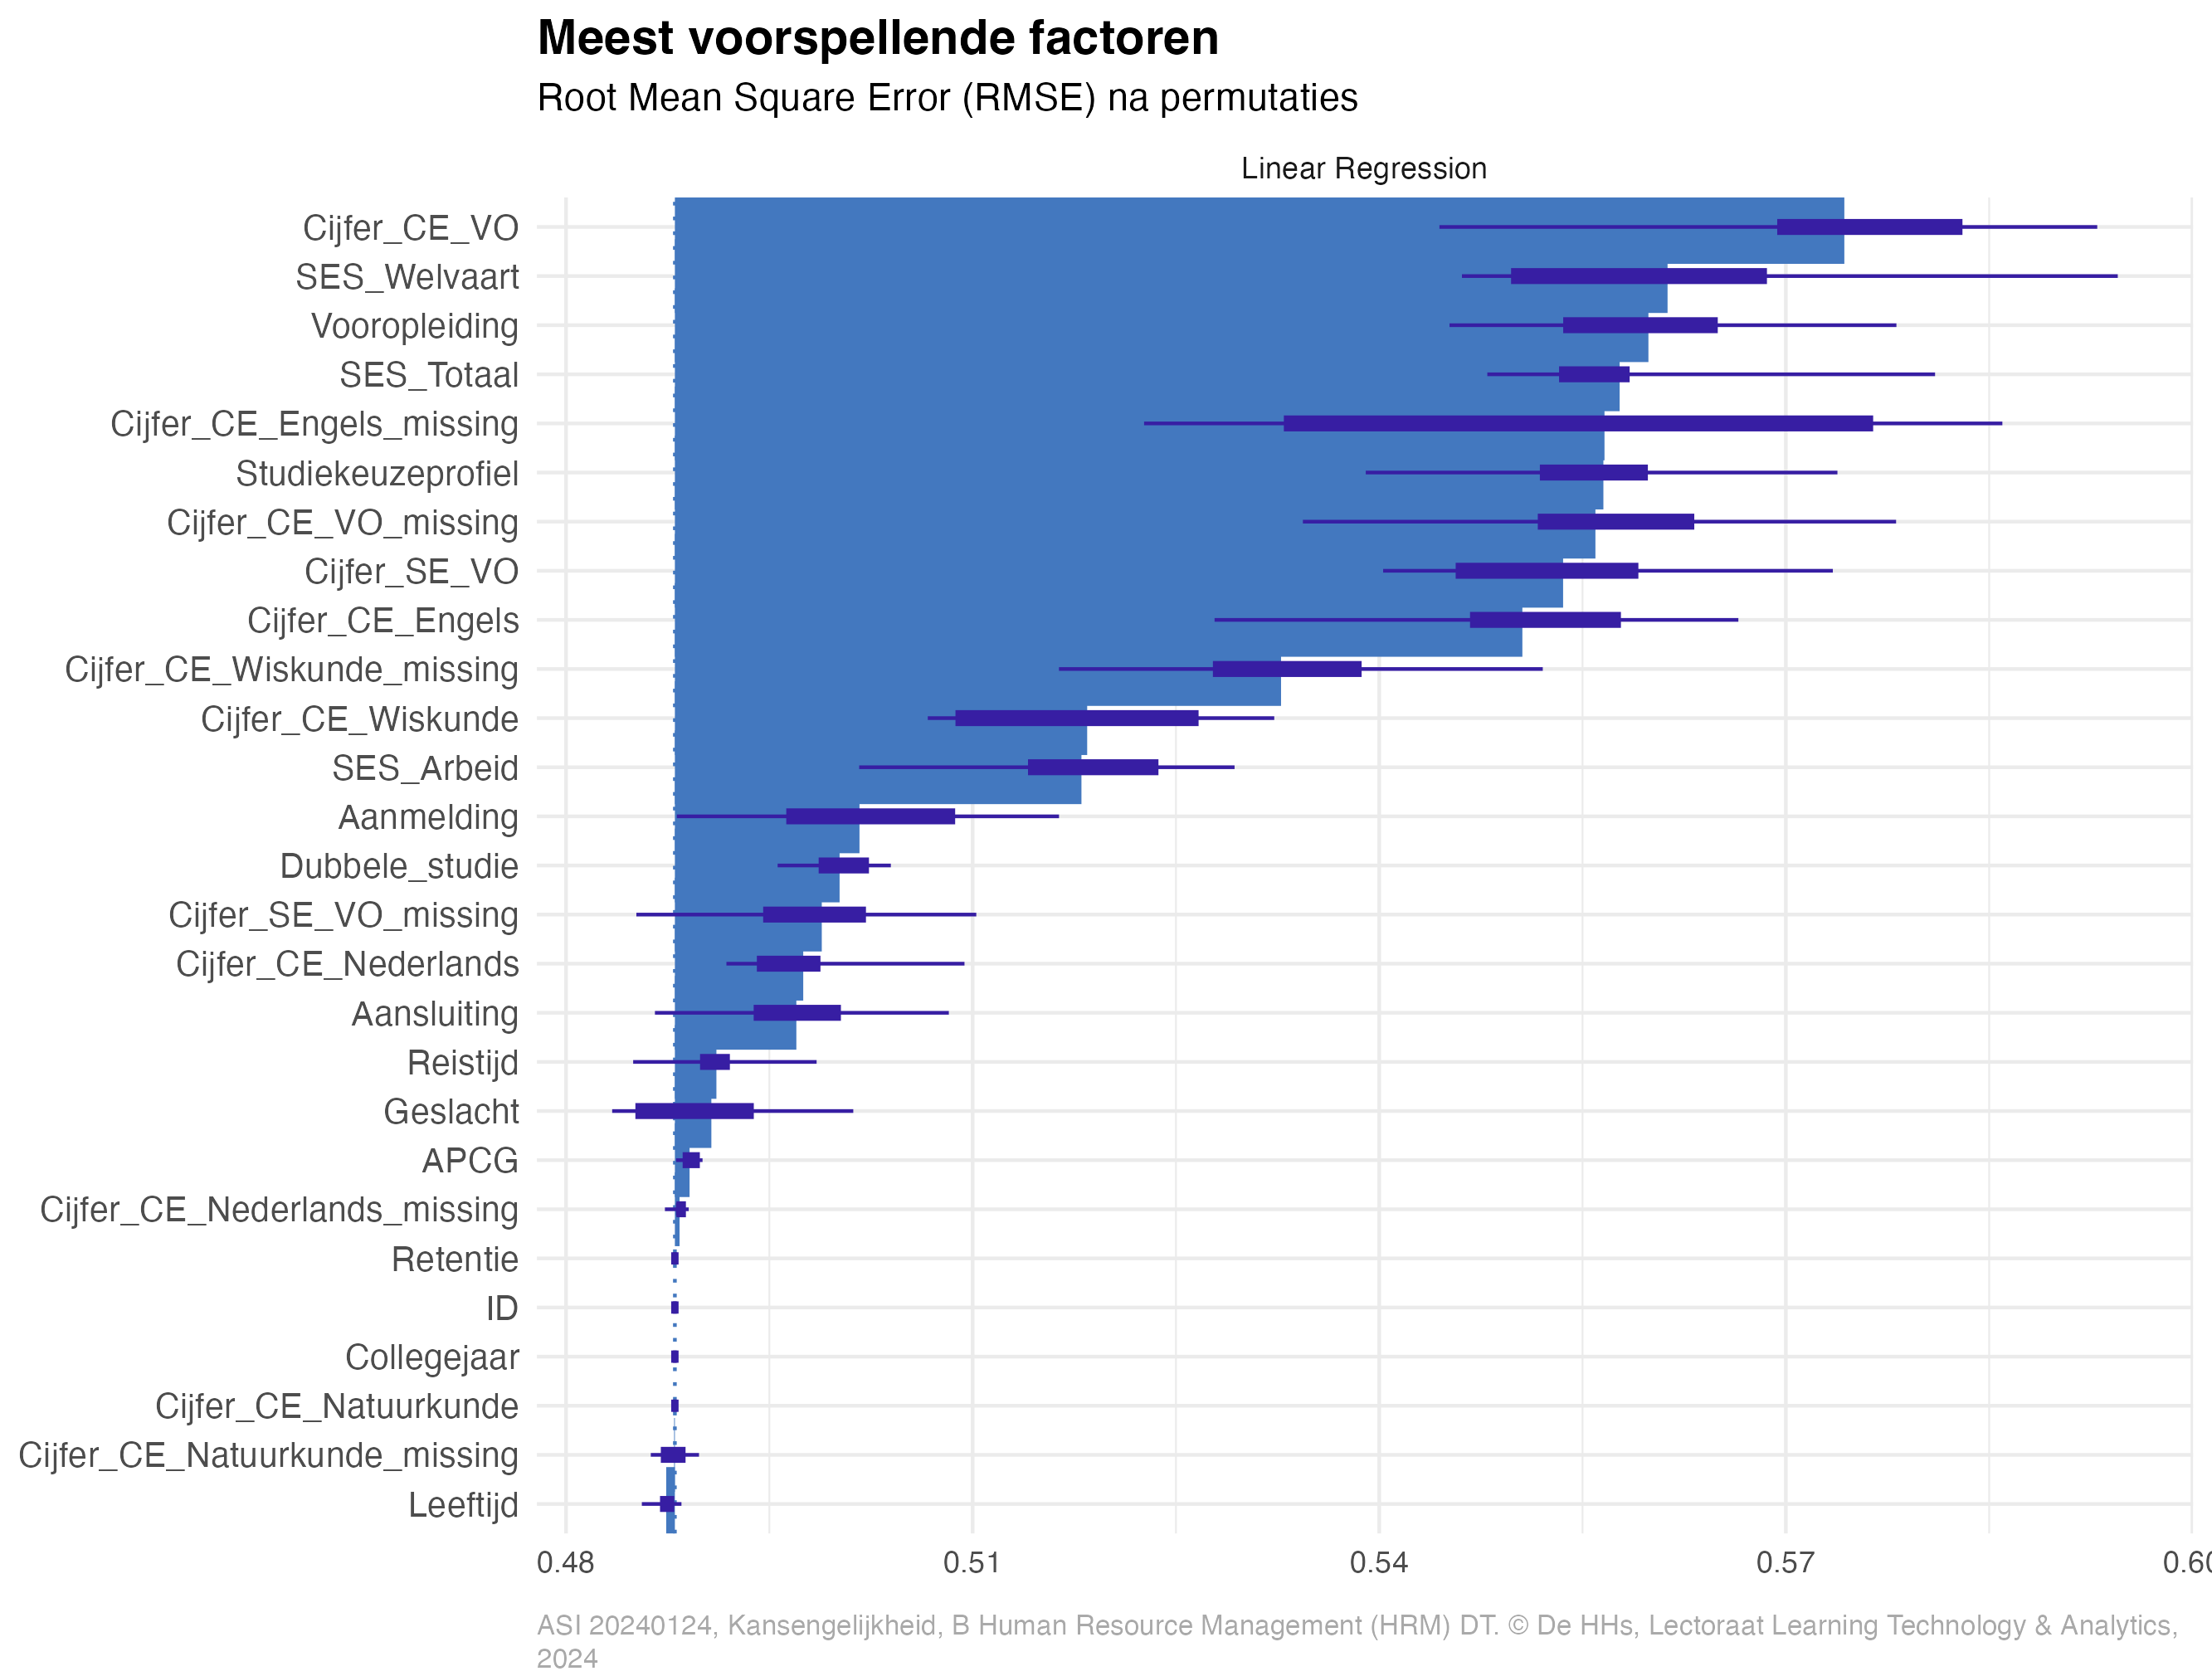 Meest voorspellende factoren
Root Mean Square Error (RMSE) na permutaties
Linear Regression
Cijfer_CE_VO
SES_Welvaart
Vooropleiding
SES_Totaal
Cijfer_CE_Engels_missing
Studiekeuzeprofiel
Cijfer_CE_VO_missing
Cijfer_SE_VO
Cijfer_CE_Engels
Cijfer_CE_Wiskunde_missing
Cijfer_CE_Wiskunde
SES_Arbeid
Aanmelding
Dubbele_studie
Cijfer_SE_VO_missing
Cijfer_CE_Nederlands
Aansluiting
Reistijd
Geslacht
APCG
Cijfer_CE_Nederlands_missing
Retentie
ID
Collegejaar
Cijfer_CE_Natuurkunde
Cijfer_CE_Natuurkunde_missing
Leeftijd
0.48 0.51 0.54 0.57 0.60
ASI 20240124, Kansengelijkheid, B Human Resource Management (HRM) DT. © De HHs, Lectoraat Learning Technology & Analytics,
2024